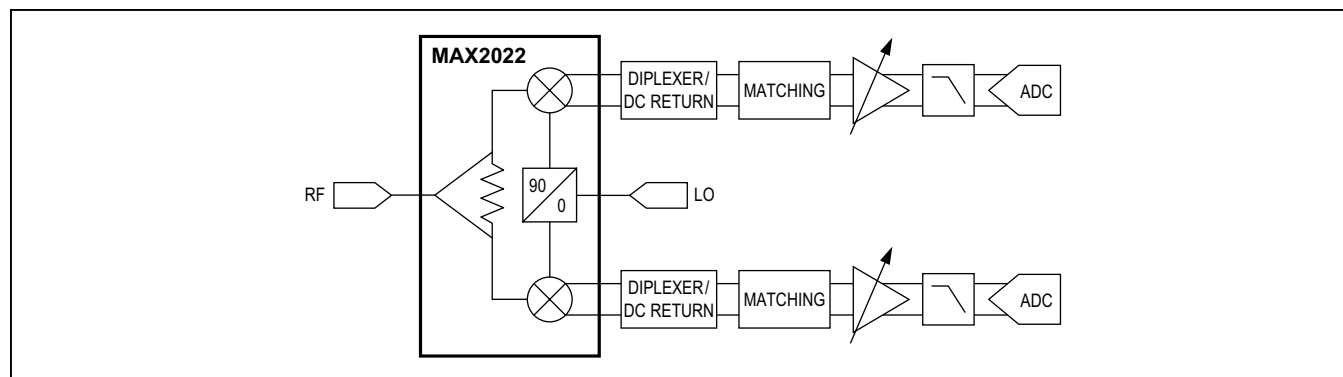 MAX2022
DIPLEXER/
DC RETURN
MATCHING
ADC
RF
90
0
LO
DIPLEXER/
DC RETURN
MATCHING
ADC